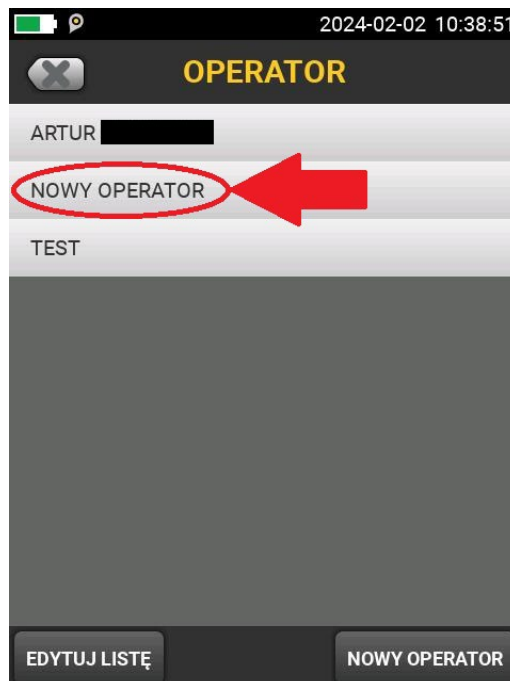 2024-02-02 10:38:51
OPERATOR
ARTUR
NOWY OPERATOR
TEST
EDYTUJ LISTĘ
NOWY OPERATOR